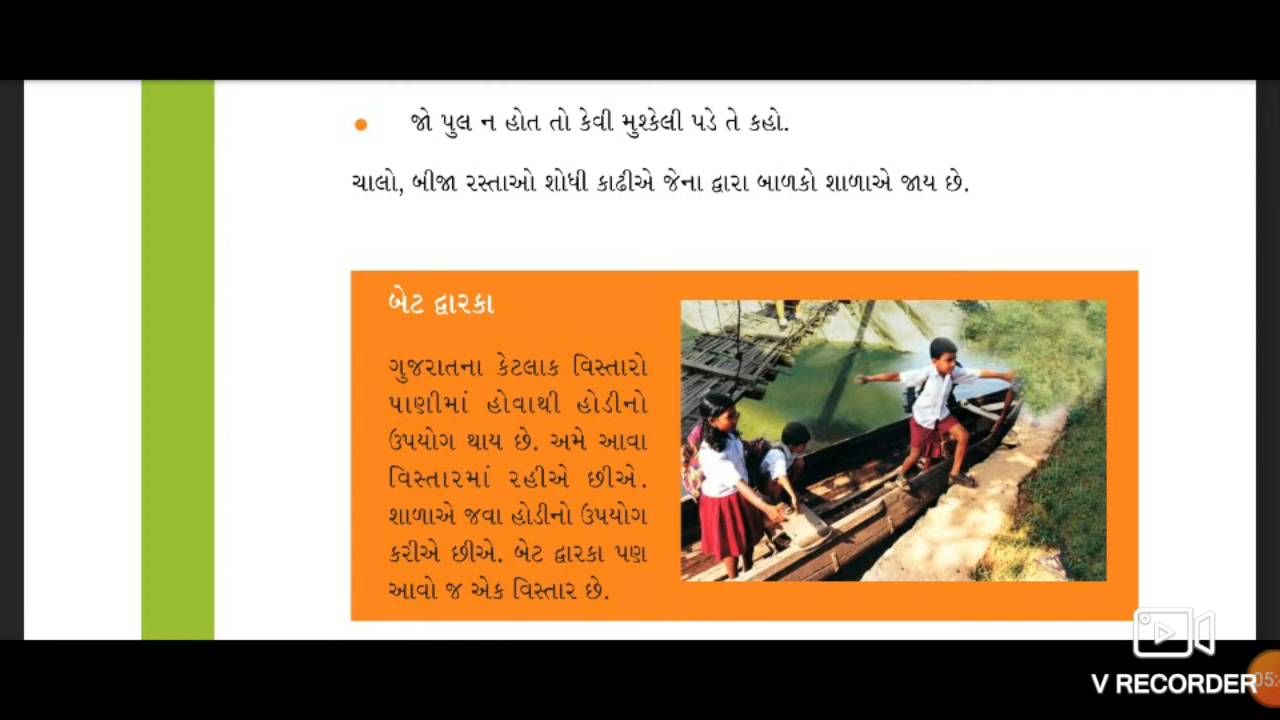 જો પુલ ન હોત તો કેવી મુશ્કેલી પડે તે કહો.
ચાલો, બીજા રસ્તાઓ શોધી કાઢીએ જેના દ્વારા બાળકો શાળાએ જાય છે.
બેટ દ્વારકા
ગુજરાતના કેટલાક વિસ્તારો
પાણીમાં હોવાથી હોડીનો
ઉપયોગ થાય છે. અમે આવા
વિસ્તારમાં રહીએ છીએ.
શાળાએ જવા હોડીનો ઉપયોગ
કરીએ છીએ. બેટ દ્વારકા પણ
આવો જ એક વિસ્તાર છે.
V RECORDER